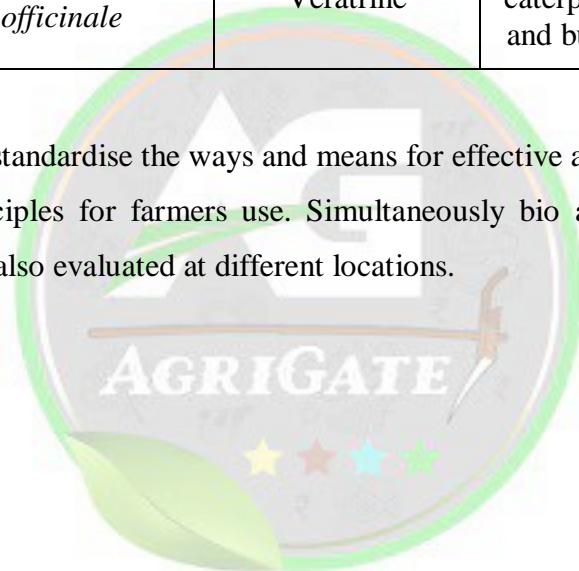 officinale
Veratrine
and bu
standardise the ways and means for effective a
ciples for farmers use. Simultaneously bio a
also evaluated at different locations.
AG
AGRIGATE